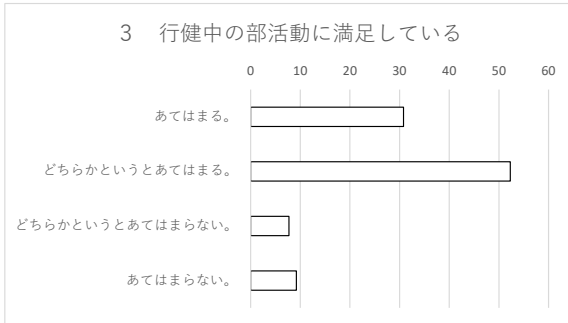 ３　行健中の部活動に満足している
0 10 20 30 40 50 60
あてはまる。
どちらかというとあてはまる。
どちらかというとあてはまらない。
あてはまらない。